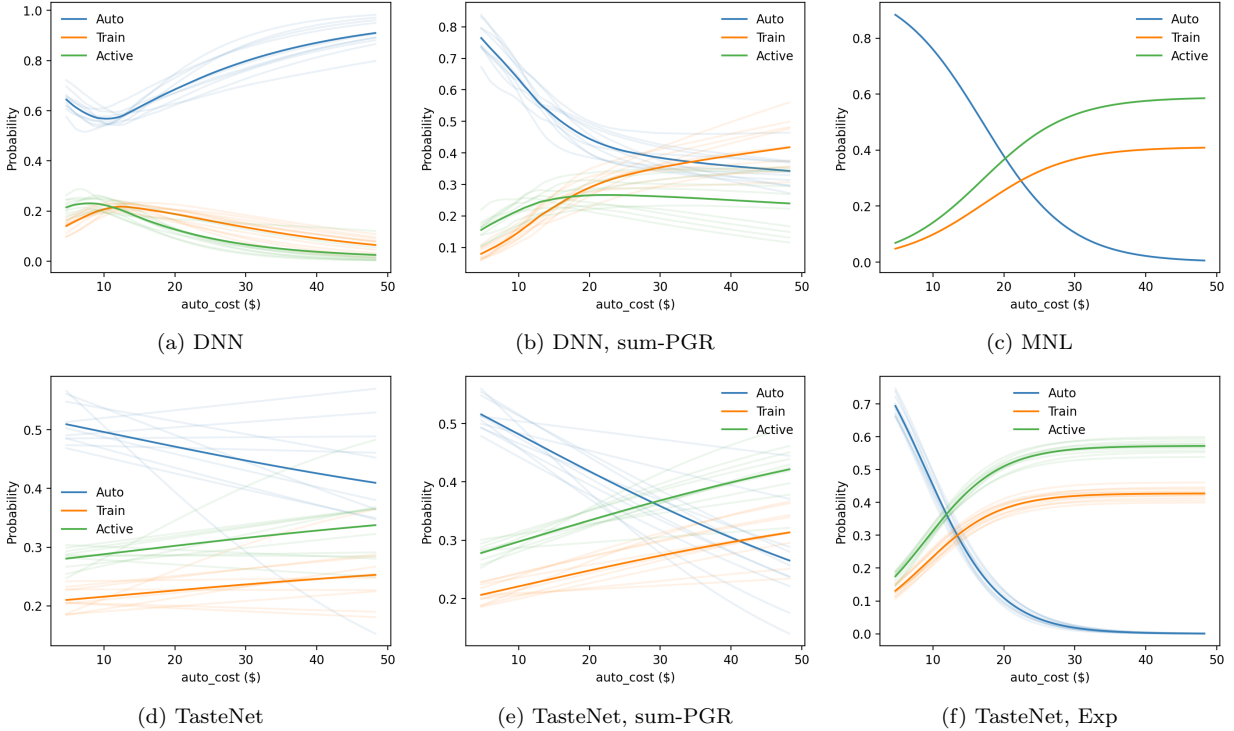 1.0
0.8
0.6
0.4
0.2
0.0
Probability
Auto
Train
Active
10 20 30 40 50
auto_cost ($)
(a) DNN
0.8
0.7
0.6
0.5
0.4
0.3
0.2
0.1
Probability
Auto
Train
Active
10 20 30 40 50
auto_cost ($)
(b) DNN, sum-PGR
0.8
0.6
0.4
0.2
0.0
Probability
Auto
Train
Active
10 20 30 40 50
auto_cost ($)
(c) MNL
0.5
0.4
0.3
0.2
Probability
Auto
Train
Active
10 20 30 40 50
auto_cost ($)
(d) TasteNet
0.5
0.4
0.3
0.2
Probability
Auto
Train
Active
10 20 30 40 50
auto_cost ($)
(e) TasteNet, sum-PGR
0.7
0.6
0.5
0.4
0.3
0.2
0.1
0.0
Probability
Auto
Train
Active
10 20 30 40 50
auto_cost ($)
(f) TasteNet, Exp